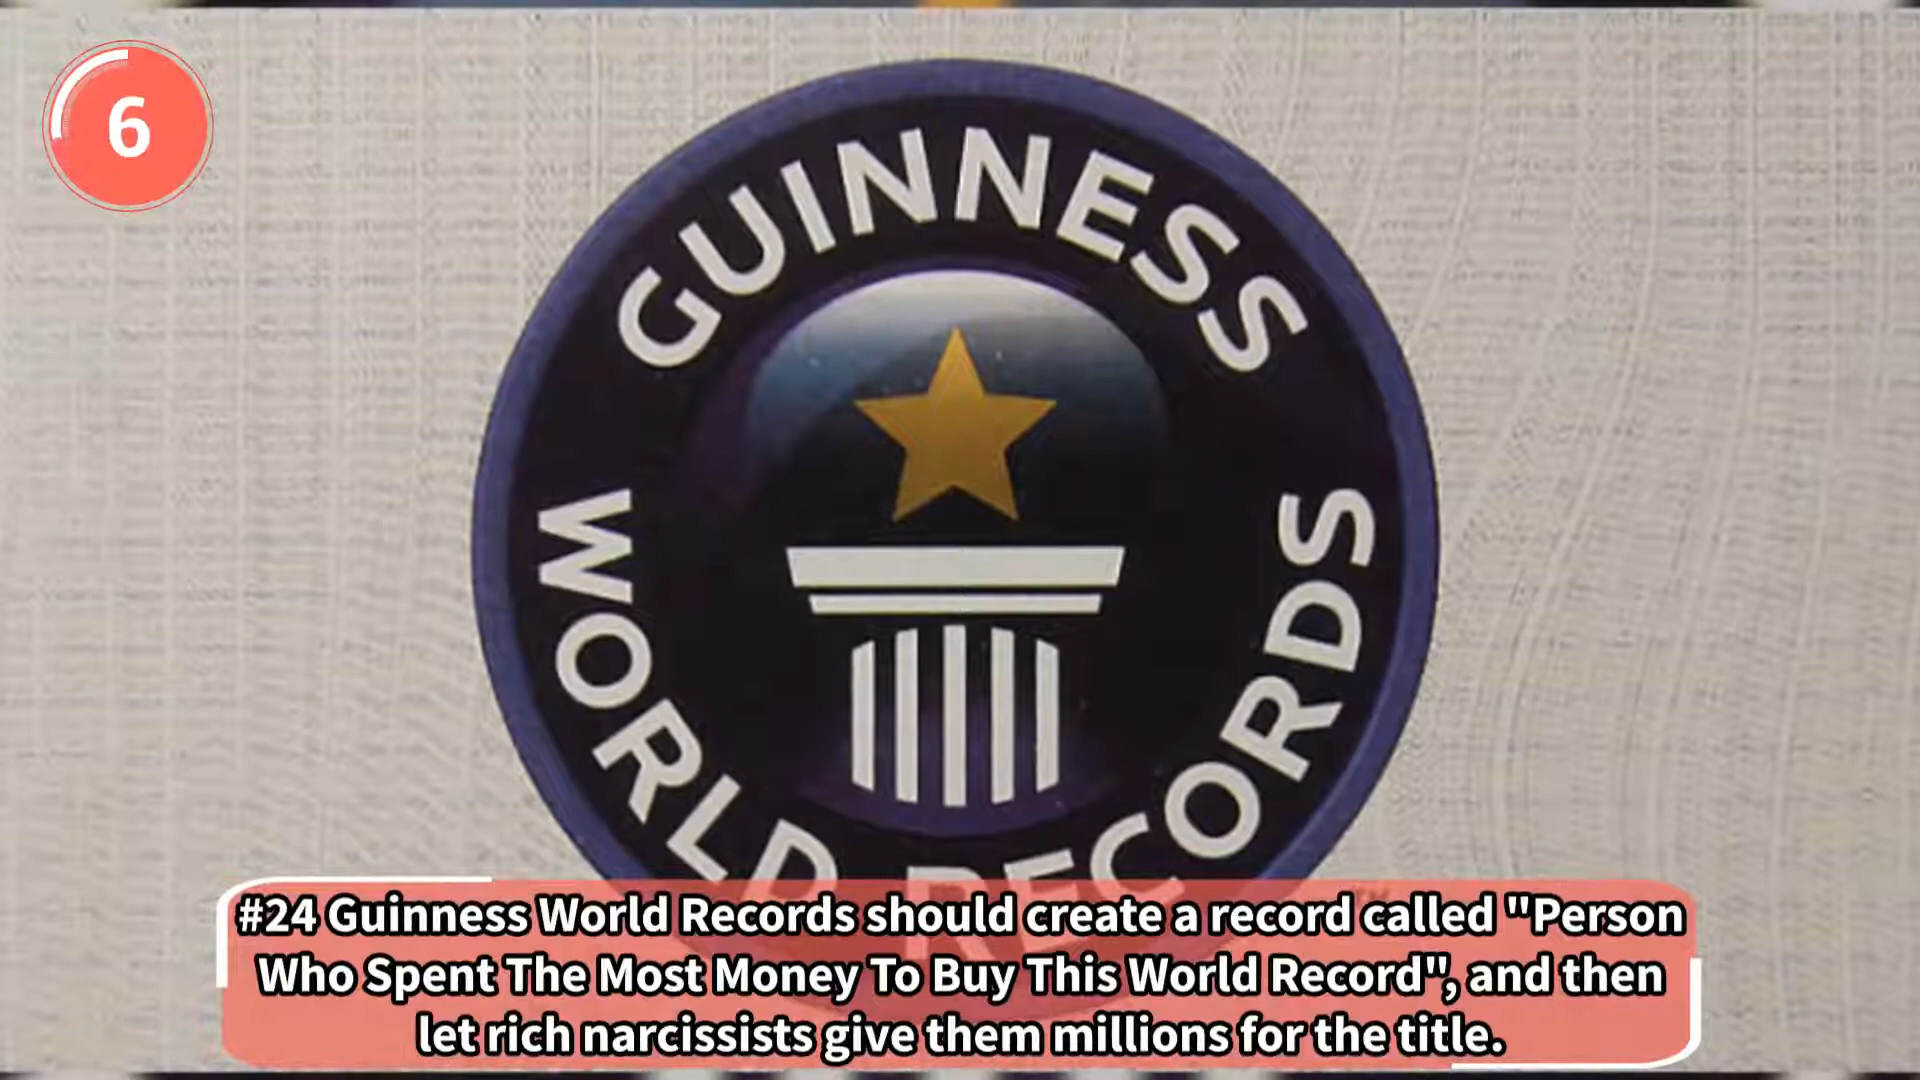 6
GUINNESS
WORLD RECORDS
#24 Guinness World Records should create a record called "Person
Who Spent The Most Money To Buy This World Record", and then
let rich narcissists give them millions for the title.